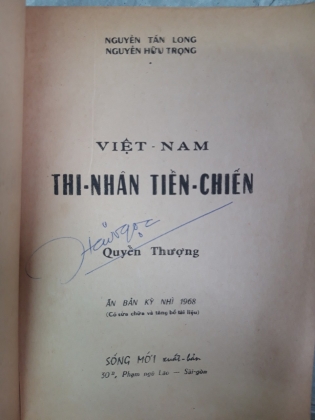 NGUYỄN TẤN LONG
NGUYỄN HỮU TRỌNG
VIỆT-NAM
THI-NHÂN TIỀN-CHIẾN
Quyển Thượng
ẤN BẢN KỲ NHÌ 1968
(Có sửa chữa và tăng bổ tài liệu)
SỐNG MỚI xuất-bản
Phạm ngũ Lão — Sài-gòn